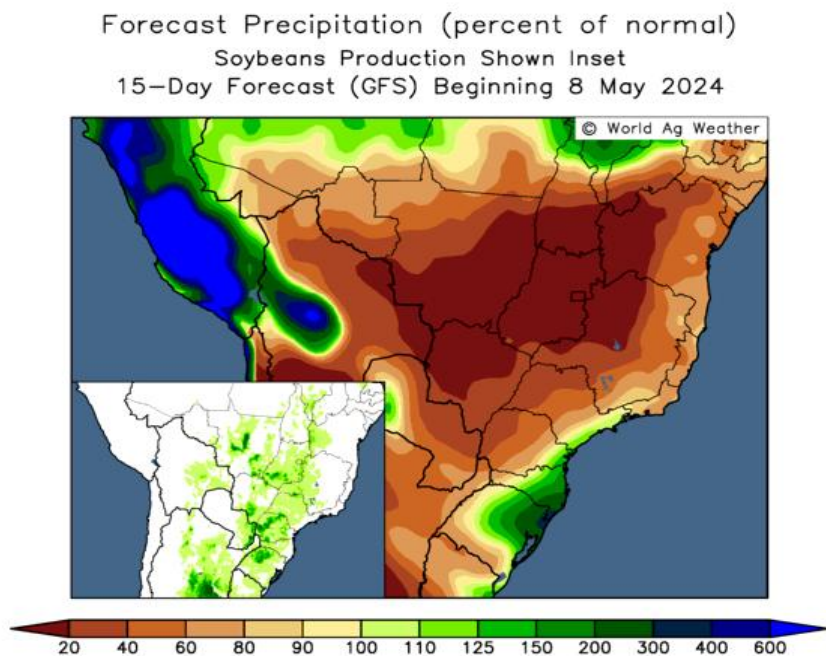 Forecast Precipitation (percent of normal)
Soybeans Production Shown Inset
15-Day Forecast (GFS) Beginning 8 May 2024
© World Ag Weather
20 40 60 80 90 100 110 125 150 200 300 400 600